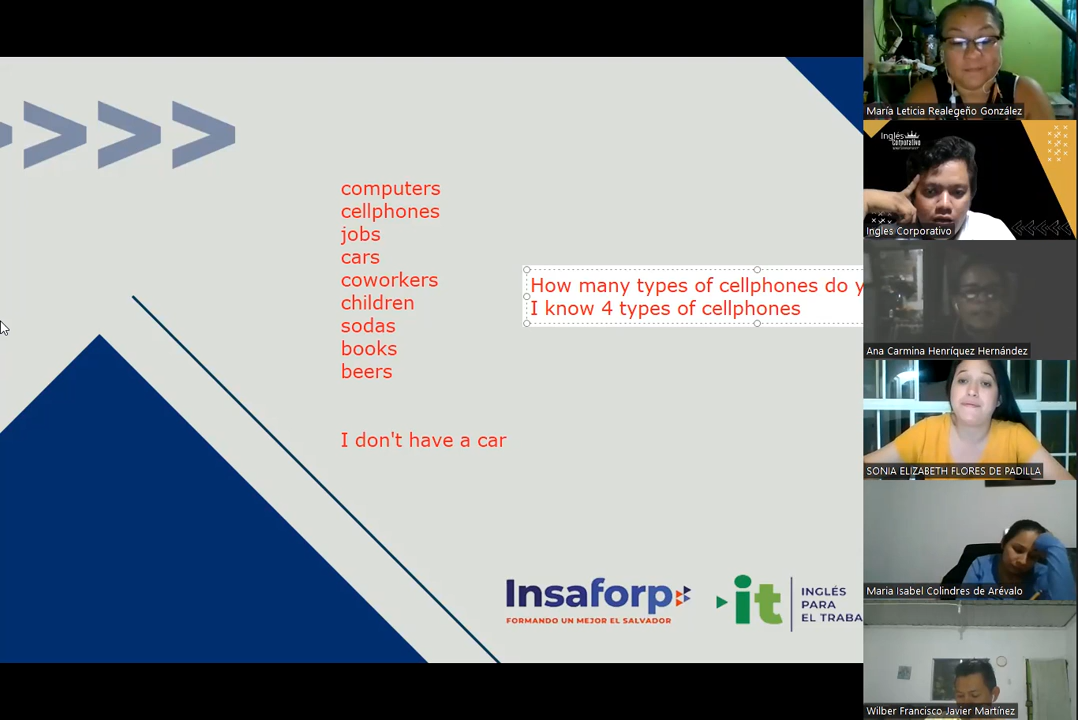 computers
cellphones
jobs
cars
coworkers
children
sodas
books
beers
I don't have a car
How many types of cellphones do y
I know 4 types of cellphones
Insaforp
FORMANDO UN MEJOR EL SALVADOR
it
INGLÉS
PARA
EL TRABA
María Leticia Realegeño González
Inglés
Corporativo
Ingles Corporativo
Ana Carmina Henríquez Hernández
SONIA ELIZABETH FLORES DE PADILLA
Maria Isabel Colindres de Arévalo
Wilber Francisco Javier Martínez